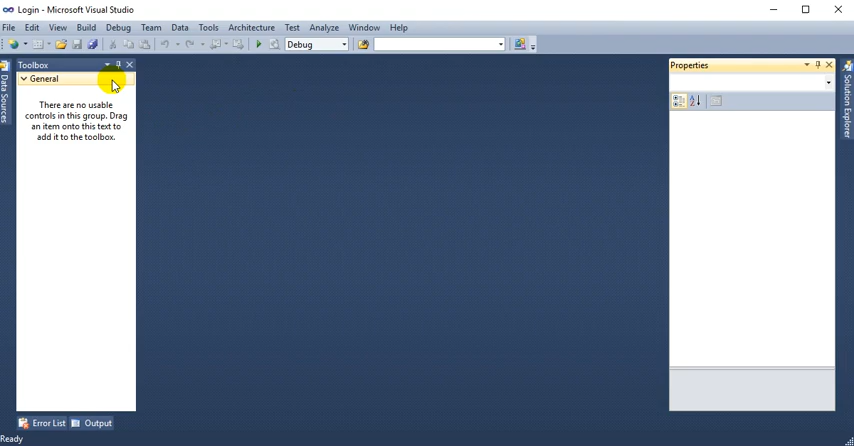 Login - Microsoft Visual Studio
File Edit View Build Debug Team Data Tools Architecture Test Analyze Window Help
Debug
Data Sources
Toolbox
General
There are no usable
controls in this group. Drag
an item onto this text to
add it to the toolbox.
Properties
Solution Explorer
Error List Output
Ready